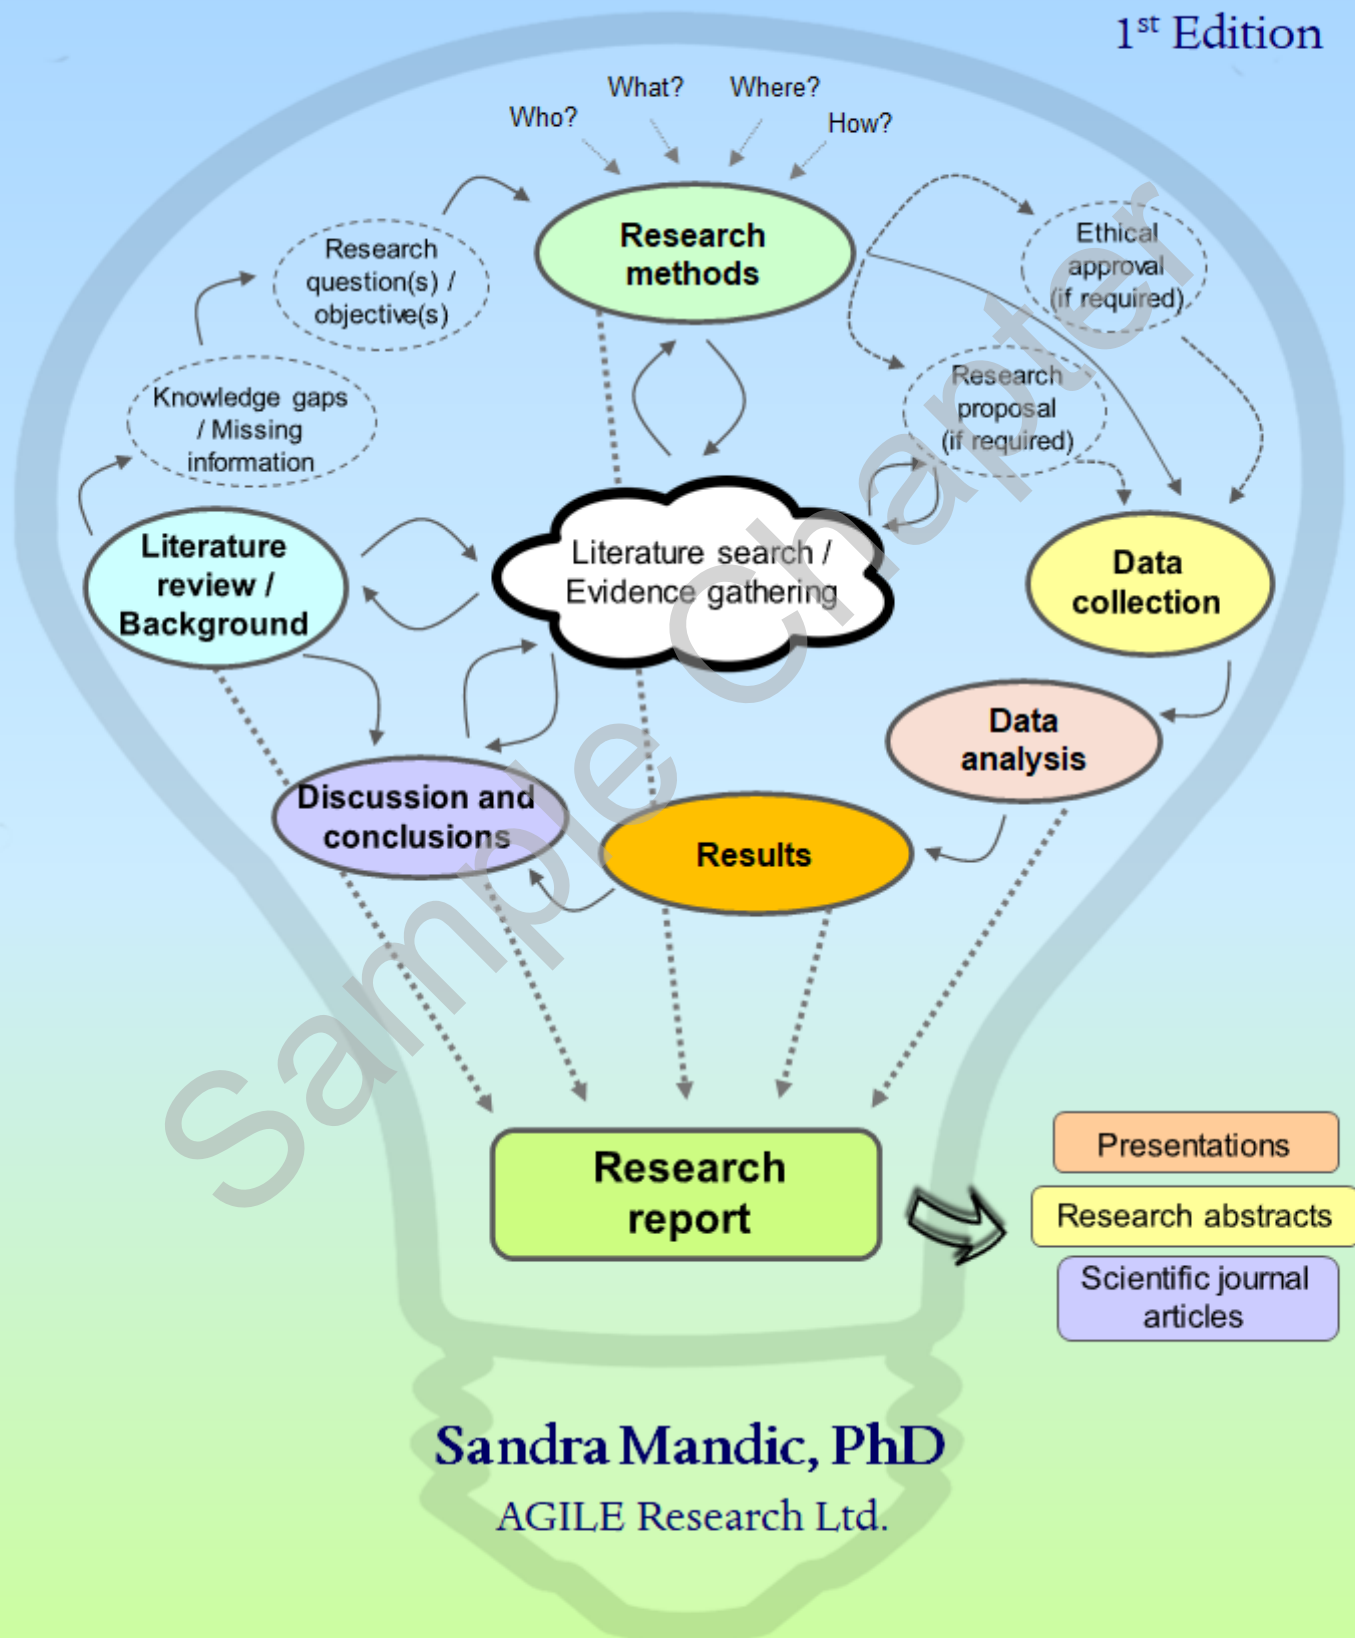 1st Edition
What? Where?
Who? How?
Research
methods
Research
question(s) /
objective(s)
Ethical
approval
(if required)
Knowledge gaps
/ Missing
information
Research
proposal
(if required)
Literature
review /
Background
Literature search /
Evidence gathering
Data
collection
Data
analysis
Discussion and
conclusions
Results
Research
report
Presentations
Research abstracts
Scientific journal
articles
Sample Chapter
Sandra Mandic, PhD
AGILE Research Ltd.